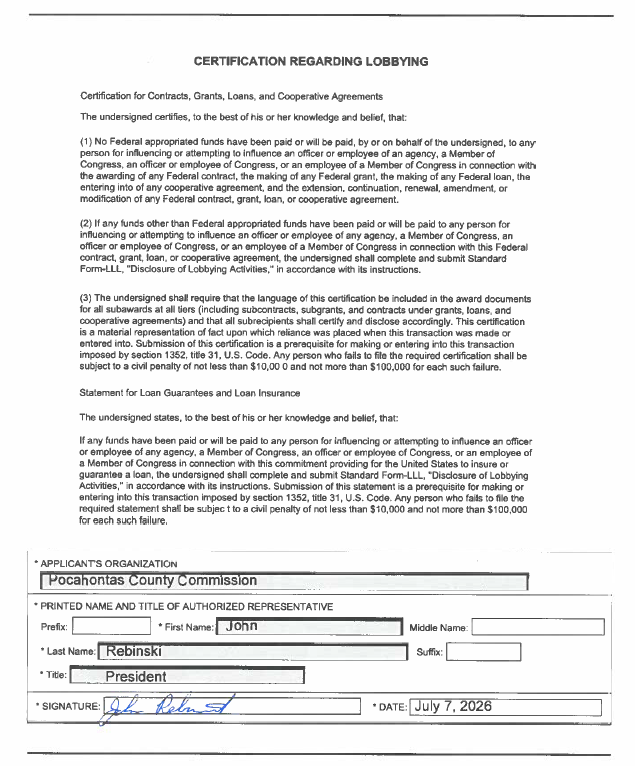 CERTIFICATION REGARDING LOBBYING
Certification for Contracts, Grants, Loans, and Cooperative Agreements
The undersigned certifies, to the best of his or her knowledge and belief, that:
(1) No Federal appropriated funds have been paid or will be paid, by or on behalf of the undersigned, to any
person for influencing or attempting to influence an officer or employee of an agency, a Member of
Congress, an officer or employee of Congress, or an employee of a Member of Congress in connection with
the awarding of any Federal contract, the making of any Federal grant, the making of any Federal loan, the
entering into of any cooperative agreement, and the extension, continuation, renewal, amendment, or
modification of any Federal contract, grant, loan, or cooperative agreement.
(2) If any funds other than Federal appropriated funds have been paid or will be paid to any person for
influencing or attempting to influence an officer or employee of any agency, a Member of Congress, an
officer or employee of Congress, or an employee of a Member of Congress in connection with this Federal
contract, grant, loan, or cooperative agreement, the undersigned shall complete and submit Standard
Form-LLL, "Disclosure of Lobbying Activities," in accordance with its instructions.
(3) The undersigned shall require that the language of this certification be included in the award documents
for all subawards at all tiers (including subcontracts, subgrants, and contracts under grants, loans, and
cooperative agreements) and that all subrecipients shall certify and disclose accordingly. This certification
is a material representation of fact upon which reliance was placed when this transaction was made or
entered into. Submission of this certification is a prerequisite for making or entering into this transaction
imposed by section 1352, title 31, U.S. Code. Any person who fails to file the required certification shall be
subject to a civil penalty of not less than $10,00 0 and not more than $100,000 for each such failure.
Statement for Loan Guarantees and Loan Insurance
The undersigned states, to the best of his or her knowledge and belief, that:
If any funds have been paid or will be paid to any person for influencing or attempting to influence an officer
or employee of any agency, a Member of Congress, an officer or employee of Congress, or an employee of
a Member of Congress in connection with this commitment providing for the United States to insure or
guarantee a loan, the undersigned shall complete and submit Standard Form-LLL, "Disclosure of Lobbying
Activities," in accordance with its instructions. Submission of this statement is a prerequisite for making or
entering into this transaction imposed by section 1352, title 31, U.S. Code. Any person who fails to file the
required statement shall be subjec t to a civil penalty of not less than $10,000 and not more than $100,000
for each such failure.
* APPLICANT'S ORGANIZATION
Pocahontas County Commission
* PRINTED NAME AND TITLE OF AUTHORIZED REPRESENTATIVE
Prefix: * First Name: John Middle Name:
* Last Name: Rebinski Suffix:
* Title: President
* SIGNATURE: John Rebinski * DATE: July 7, 2026